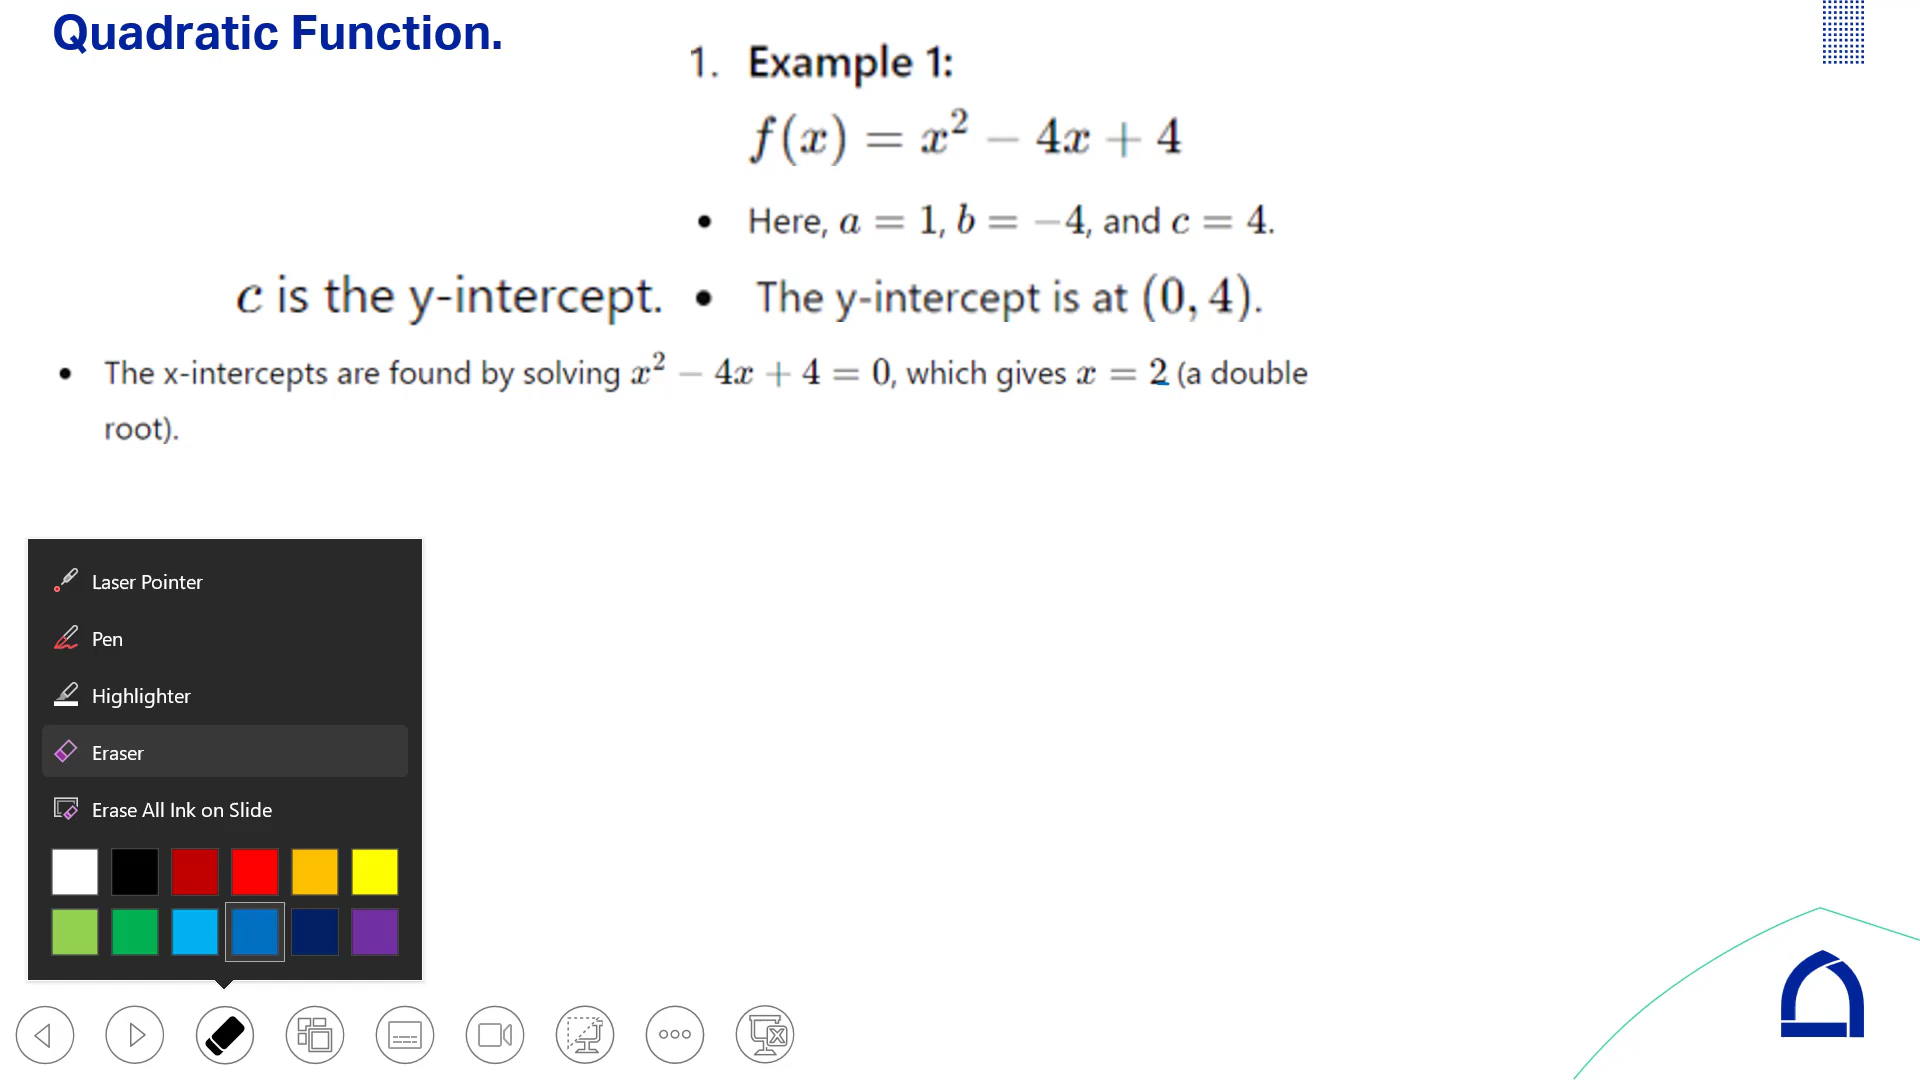 Quadratic Function.
1. Example 1:
f(x) = x² − 4x + 4
• Here, a = 1, b = −4, and c = 4.
c is the y-intercept. • The y-intercept is at (0, 4).
• The x-intercepts are found by solving x² − 4x + 4 = 0, which gives x = 2 (a double
root).
Laser Pointer
Pen
Highlighter
Eraser
Erase All Ink on Slide